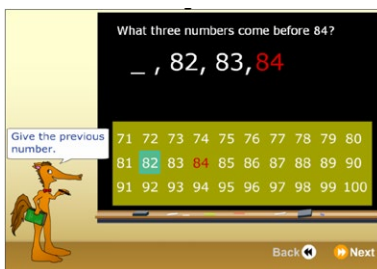 What three numbers come before 84?
_ , 82, 83, 84
Give the previous
number.
71 72 73 74 75 76 77 78 79 80
81 82 83 84 85 86 87 88 89 90
91 92 93 94 95 96 97 98 99 100
Back Next